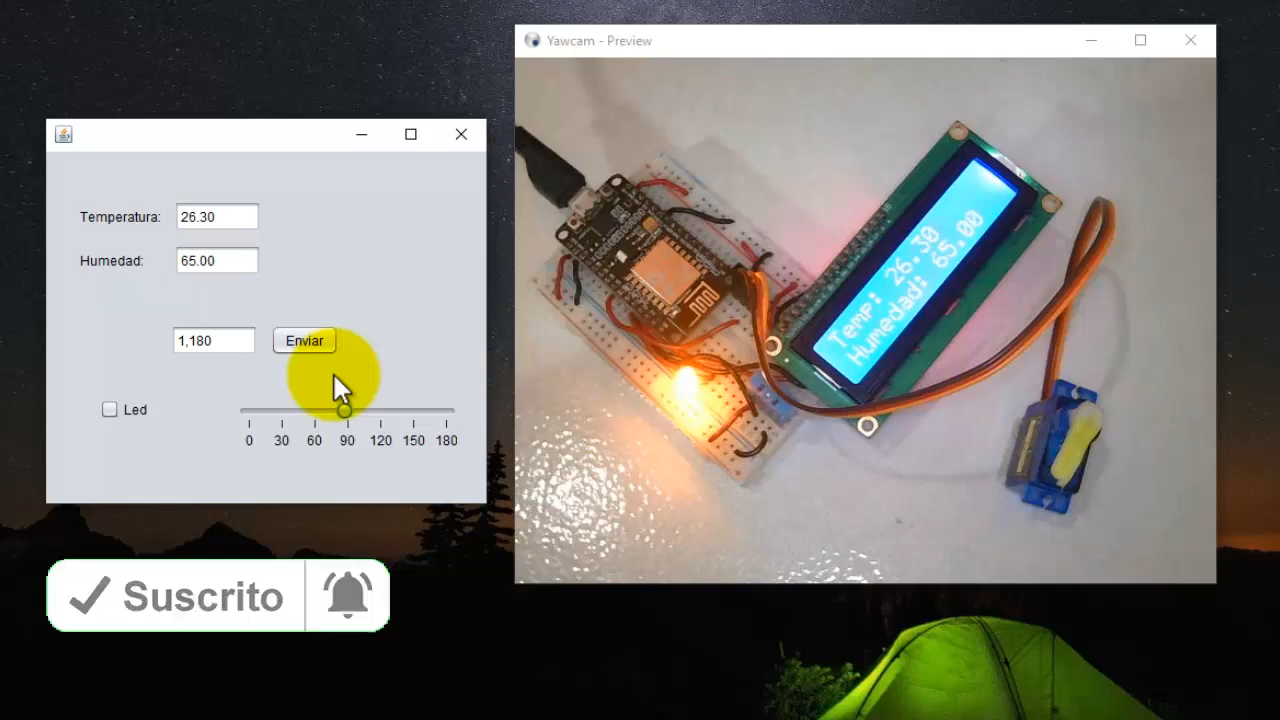 Yawcam - Preview
Temperatura: 26.30
Humedad: 65.00
1,180 Enviar
Led
0 30 60 90 120 150 180
Temp: 26.30
Humedad: 65.00
Suscrito